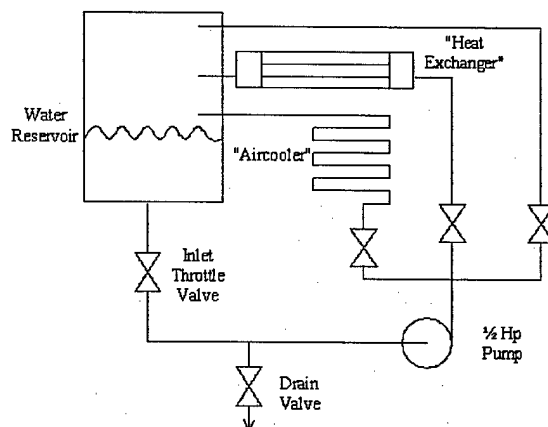 "Heat
Exchanger"
Water
Reservoir
"Aircooler"
Inlet
Throttle
Valve
½ Hp
Pump
Drain
Valve